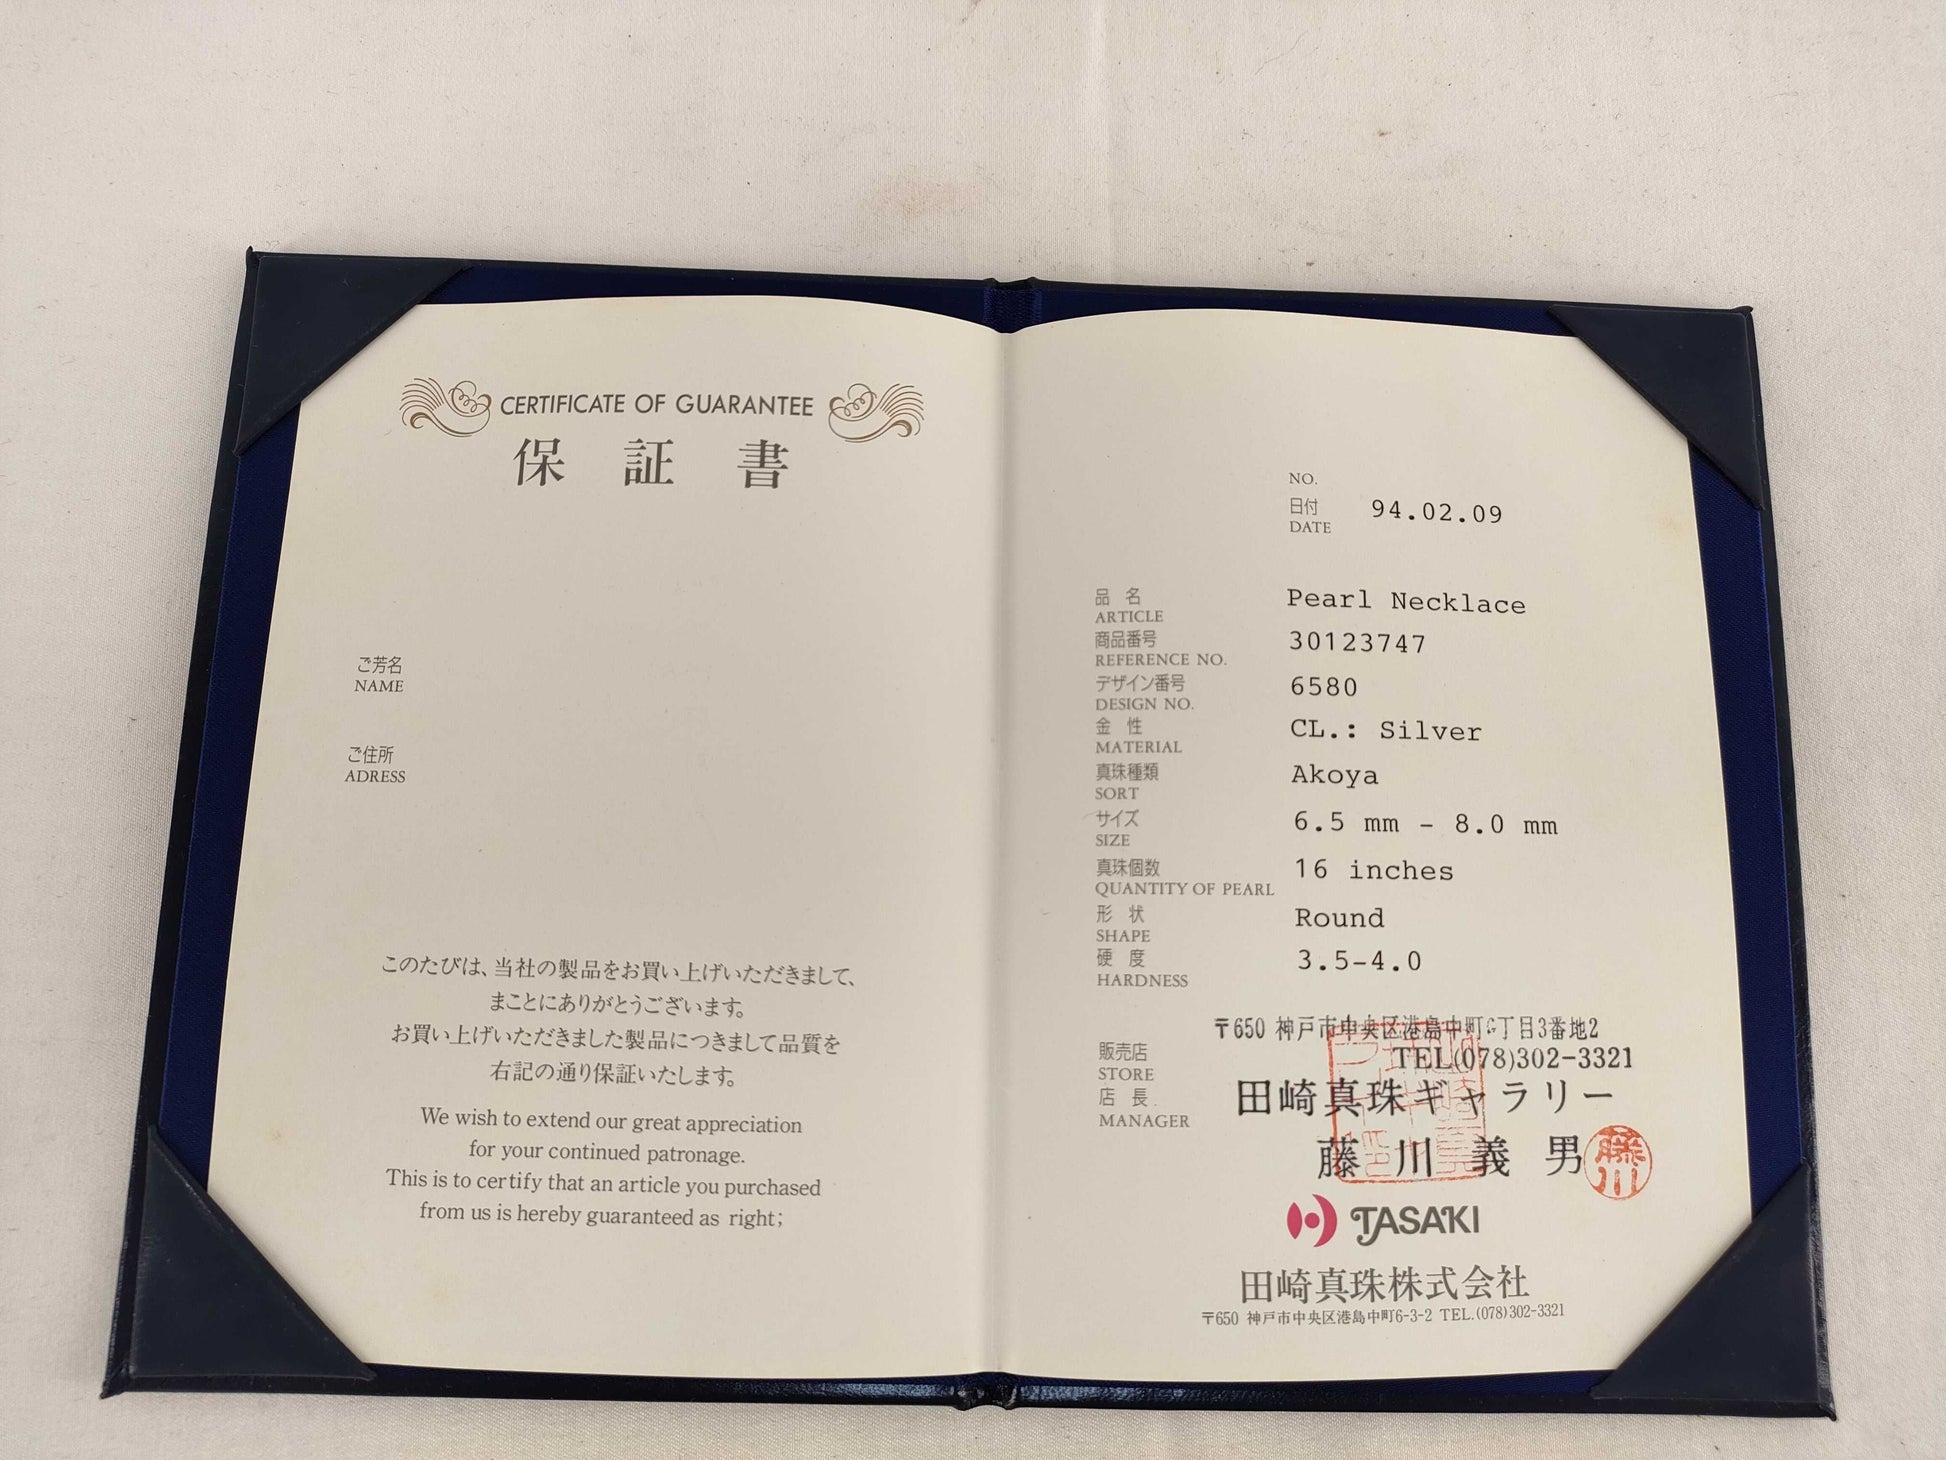 CERTIFICATE OF GUARANTEE
保 証 書
ご芳名
NAME
ご住所
ADRESS
このたびは、当社の製品をお買い上げいただきまして、
まことにありがとうございます。
お買い上げいただきました製品につきまして品質を
右記の通り保証いたします。
We wish to extend our great appreciation
for your continued patronage.
This is to certify that an article you purchased
from us is hereby guaranteed as right;
NO.
日付 94.02.09
DATE
品 名 Pearl Necklace
ARTICLE
商品番号 30123747
REFERENCE NO.
デザイン番号 6580
DESIGN NO.
金 性 CL.: Silver
MATERIAL
真珠種類 Akoya
SORT
サイズ 6.5 mm - 8.0 mm
SIZE
真珠個数 16 inches
QUANTITY OF PEARL
形 状 Round
SHAPE
硬 度 3.5-4.0
HARDNESS
〒650 神戸市中央区港島中町6丁目3番地2
販売店 TEL(078)302-3321
STORE
店 長 田崎真珠ギャラリー
MANAGER
藤 川 義 男 藤川
TASAKI
田崎真珠株式会社
〒650 神戸市中央区港島中町6-3-2 TEL.(078)302-3321